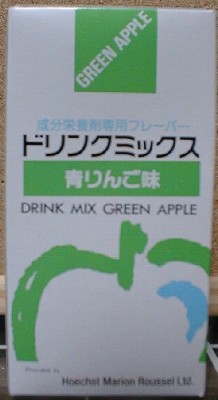 GREEN APPLE
成分栄養剤専用フレーバー
ドリンクミックス
青りんご味
DRINK MIX GREEN APPLE
Provided by
Hoechst Marion Roussel Ltd.